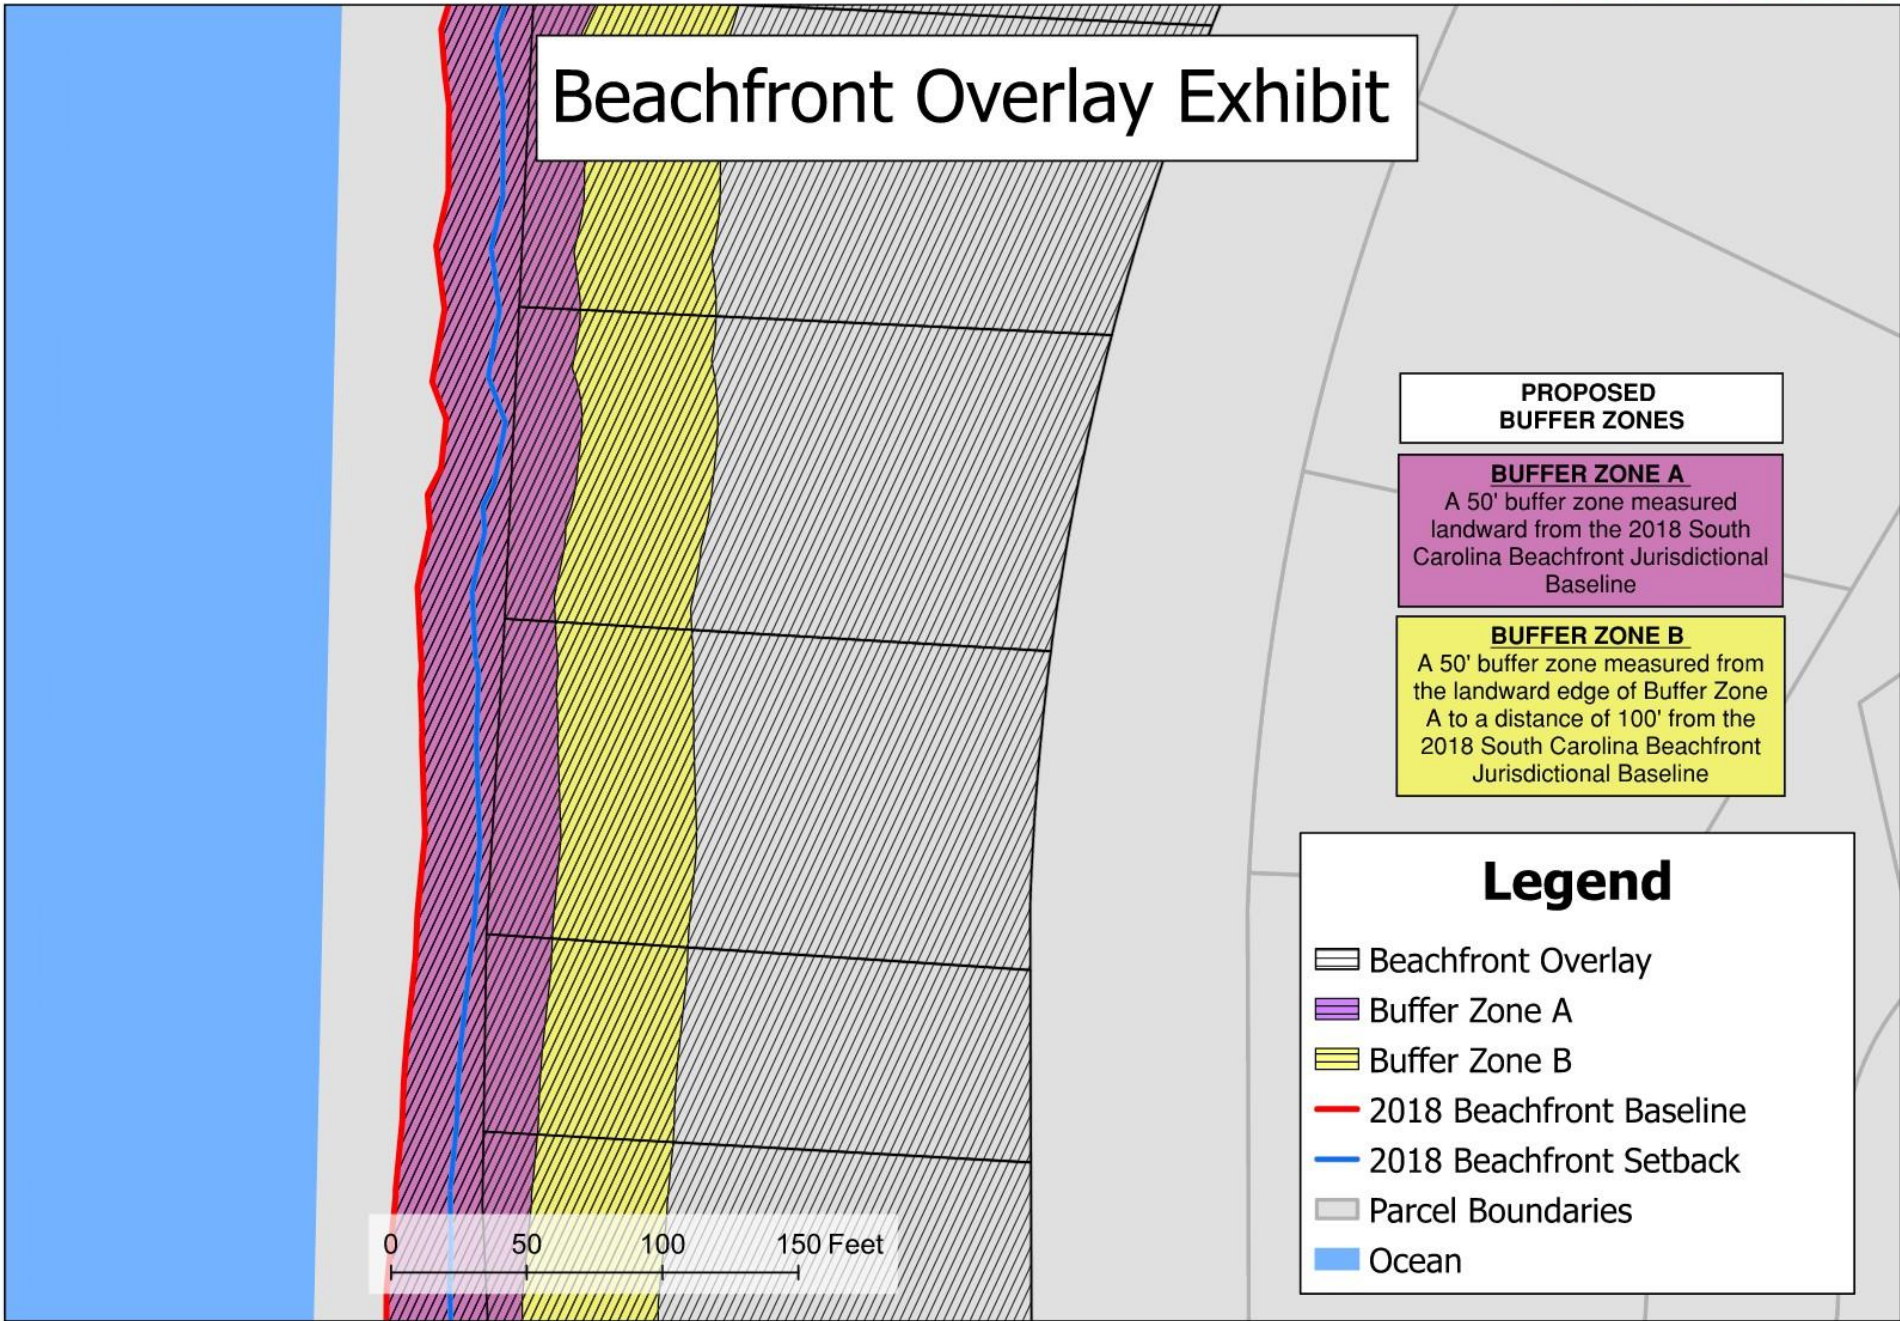 Beachfront Overlay Exhibit
PROPOSED
BUFFER ZONES
BUFFER ZONE A
A 50' buffer zone measured
landward from the 2018 South
Carolina Beachfront Jurisdictional
Baseline
BUFFER ZONE B
A 50' buffer zone measured from
the landward edge of Buffer Zone
A to a distance of 100' from the
2018 South Carolina Beachfront
Jurisdictional Baseline
Legend
Beachfront Overlay
Buffer Zone A
Buffer Zone B
2018 Beachfront Baseline
2018 Beachfront Setback
Parcel Boundaries
Ocean
0 50 100 150 Feet